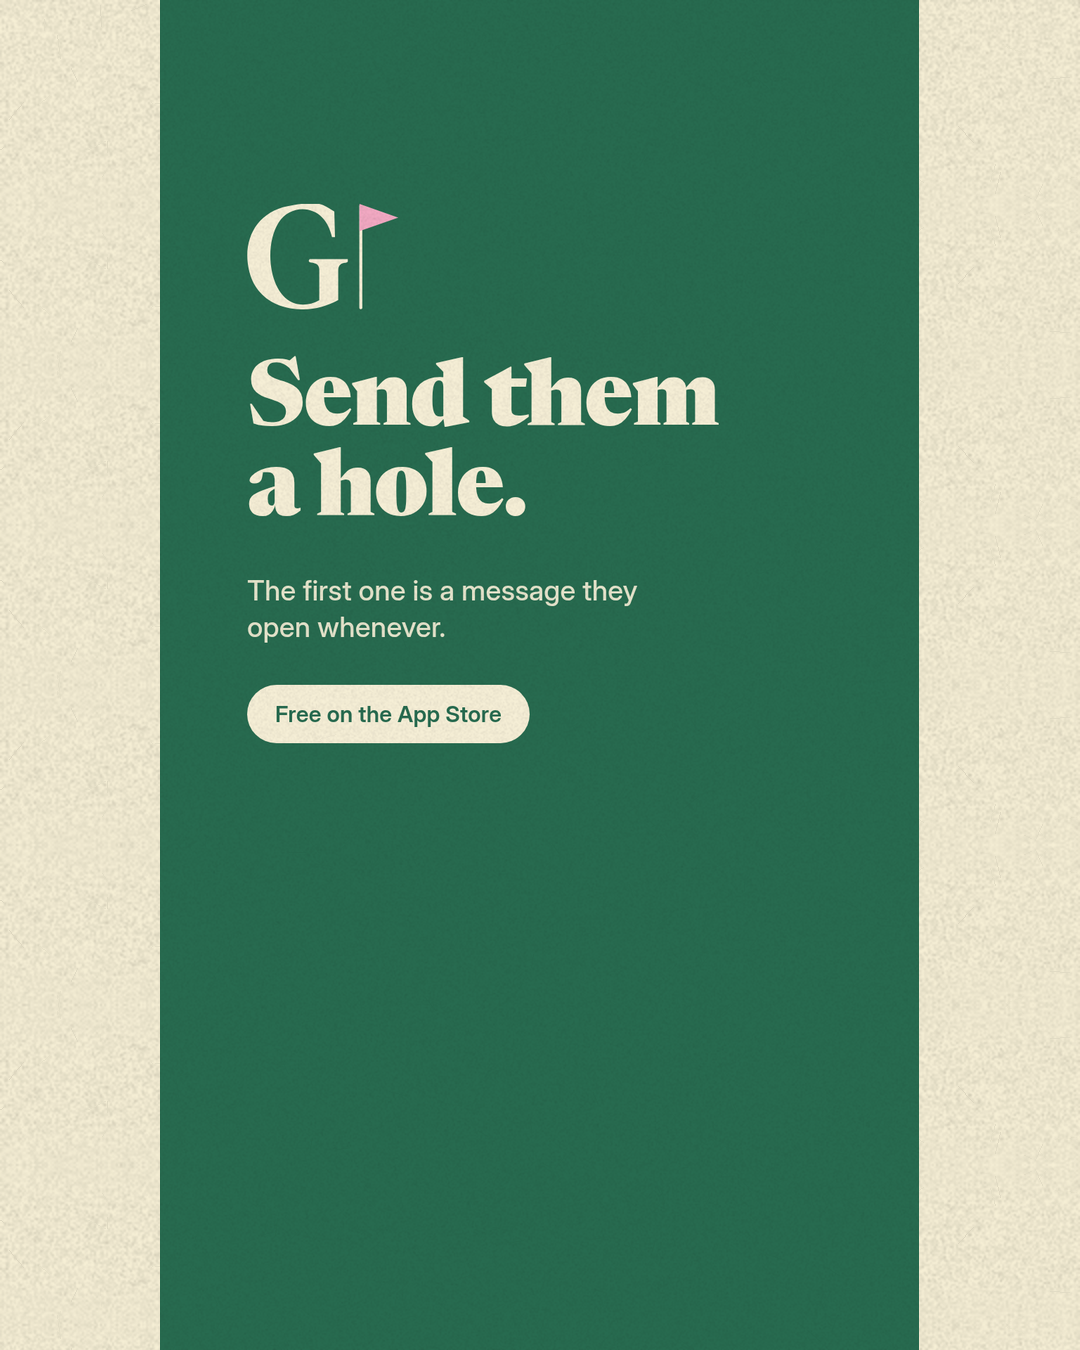 G
Send them
a hole.
The first one is a message they
open whenever.
Free on the App Store